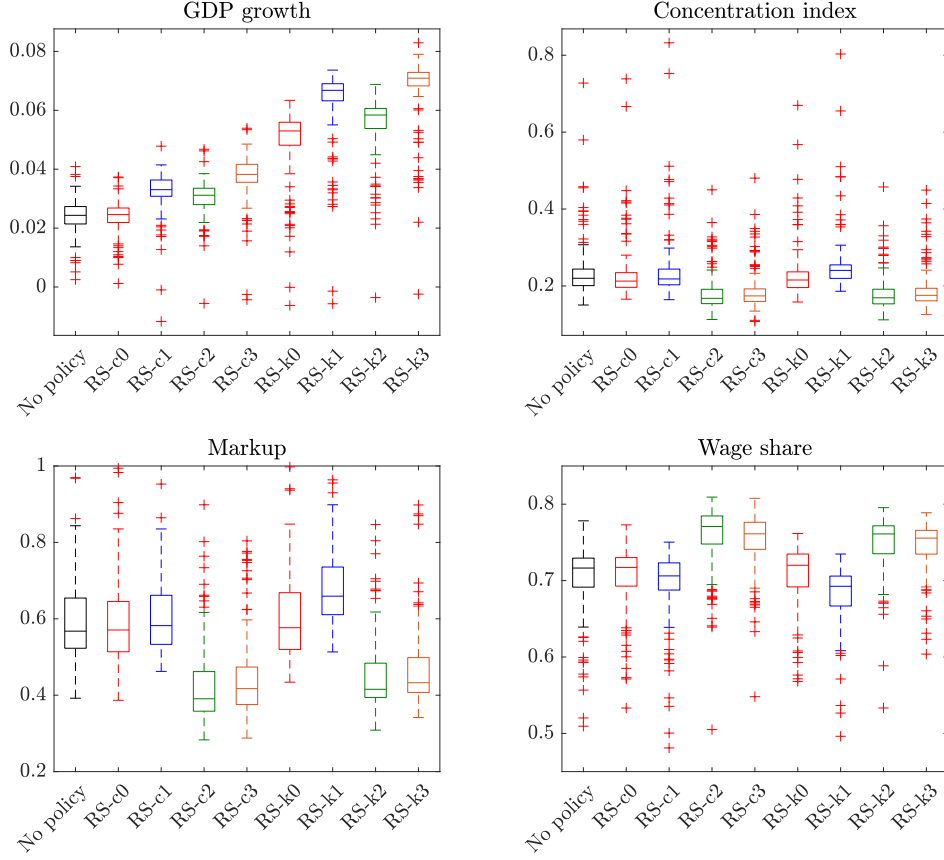 GDP growth
0.08
0.06
0.04
0.02
0
No policy RS-c0 RS-c1 RS-c2 RS-c3 RS-k0 RS-k1 RS-k2 RS-k3
Concentration index
0.8
0.6
0.4
0.2
No policy RS-c0 RS-c1 RS-c2 RS-c3 RS-k0 RS-k1 RS-k2 RS-k3
Markup
1
0.8
0.6
0.4
0.2
No policy RS-c0 RS-c1 RS-c2 RS-c3 RS-k0 RS-k1 RS-k2 RS-k3
Wage share
0.8
0.7
0.6
0.5
No policy RS-c0 RS-c1 RS-c2 RS-c3 RS-k0 RS-k1 RS-k2 RS-k3